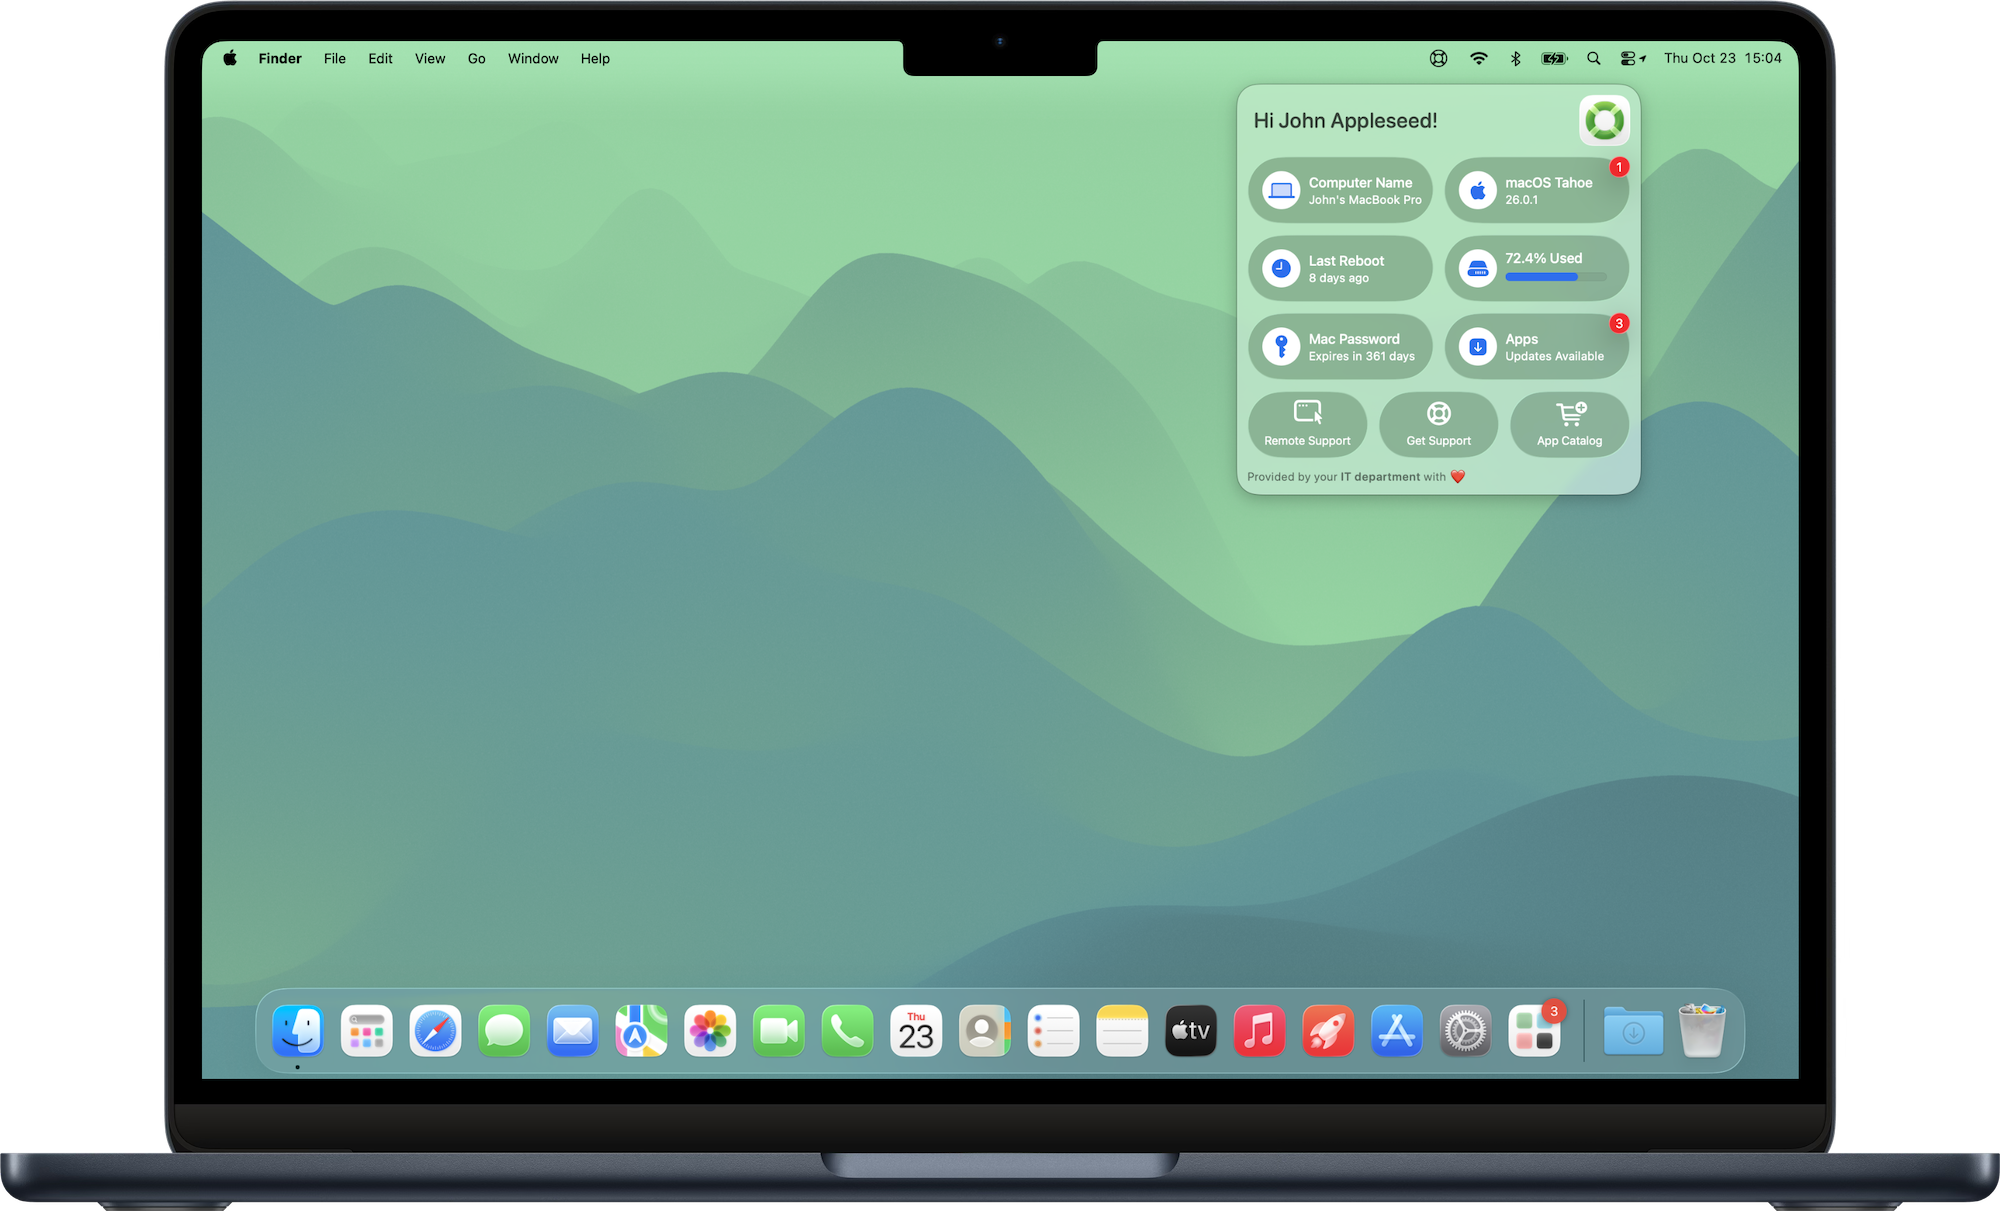 Finder File Edit View Go Window Help
Thu Oct 23 15:04
Hi John Appleseed!
Computer Name
John's MacBook Pro
1
macOS Tahoe
26.0.1
Last Reboot
8 days ago
72.4% Used
Mac Password
Expires in 361 days
3
Apps
Updates Available
Remote Support
Get Support
App Catalog
Provided by your IT department with ❤️
Thu
23
tv
3